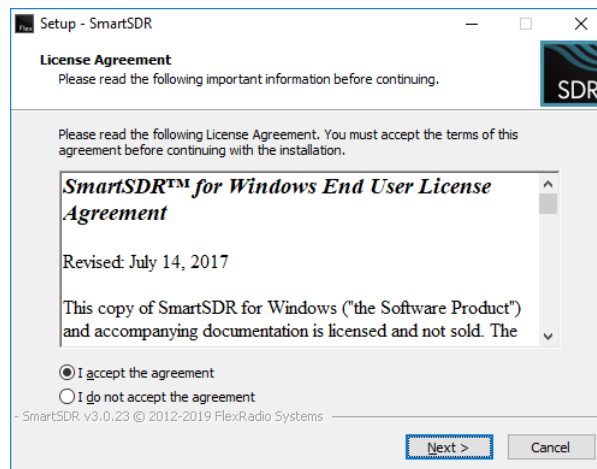 Flex Setup - SmartSDR
License Agreement
Please read the following important information before continuing.
SDR
Please read the following License Agreement. You must accept the terms of this
agreement before continuing with the installation.
SmartSDR™ for Windows End User License
Agreement
Revised: July 14, 2017
This copy of SmartSDR for Windows ("the Software Product")
and accompanying documentation is licensed and not sold. The
I accept the agreement
I do not accept the agreement
- SmartSDR v3.0.23 © 2012-2019 FlexRadio Systems
Next >
Cancel